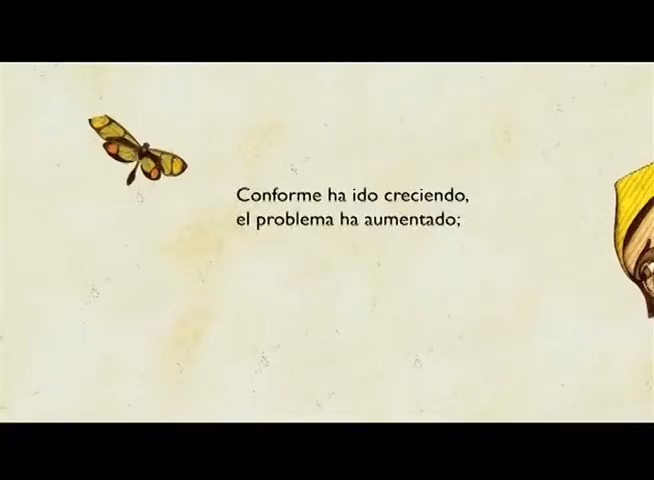 Conforme ha ido creciendo,
el problema ha aumentado;